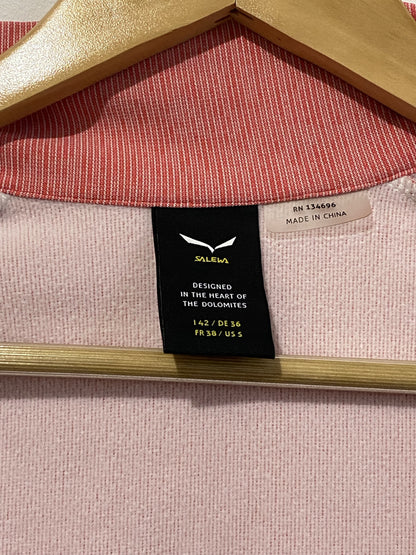 RN 134696
MADE IN CHINA
SALEWA
DESIGNED
IN THE HEART OF
THE DOLOMITES
I 42 / DE 36
FR 38 / US S